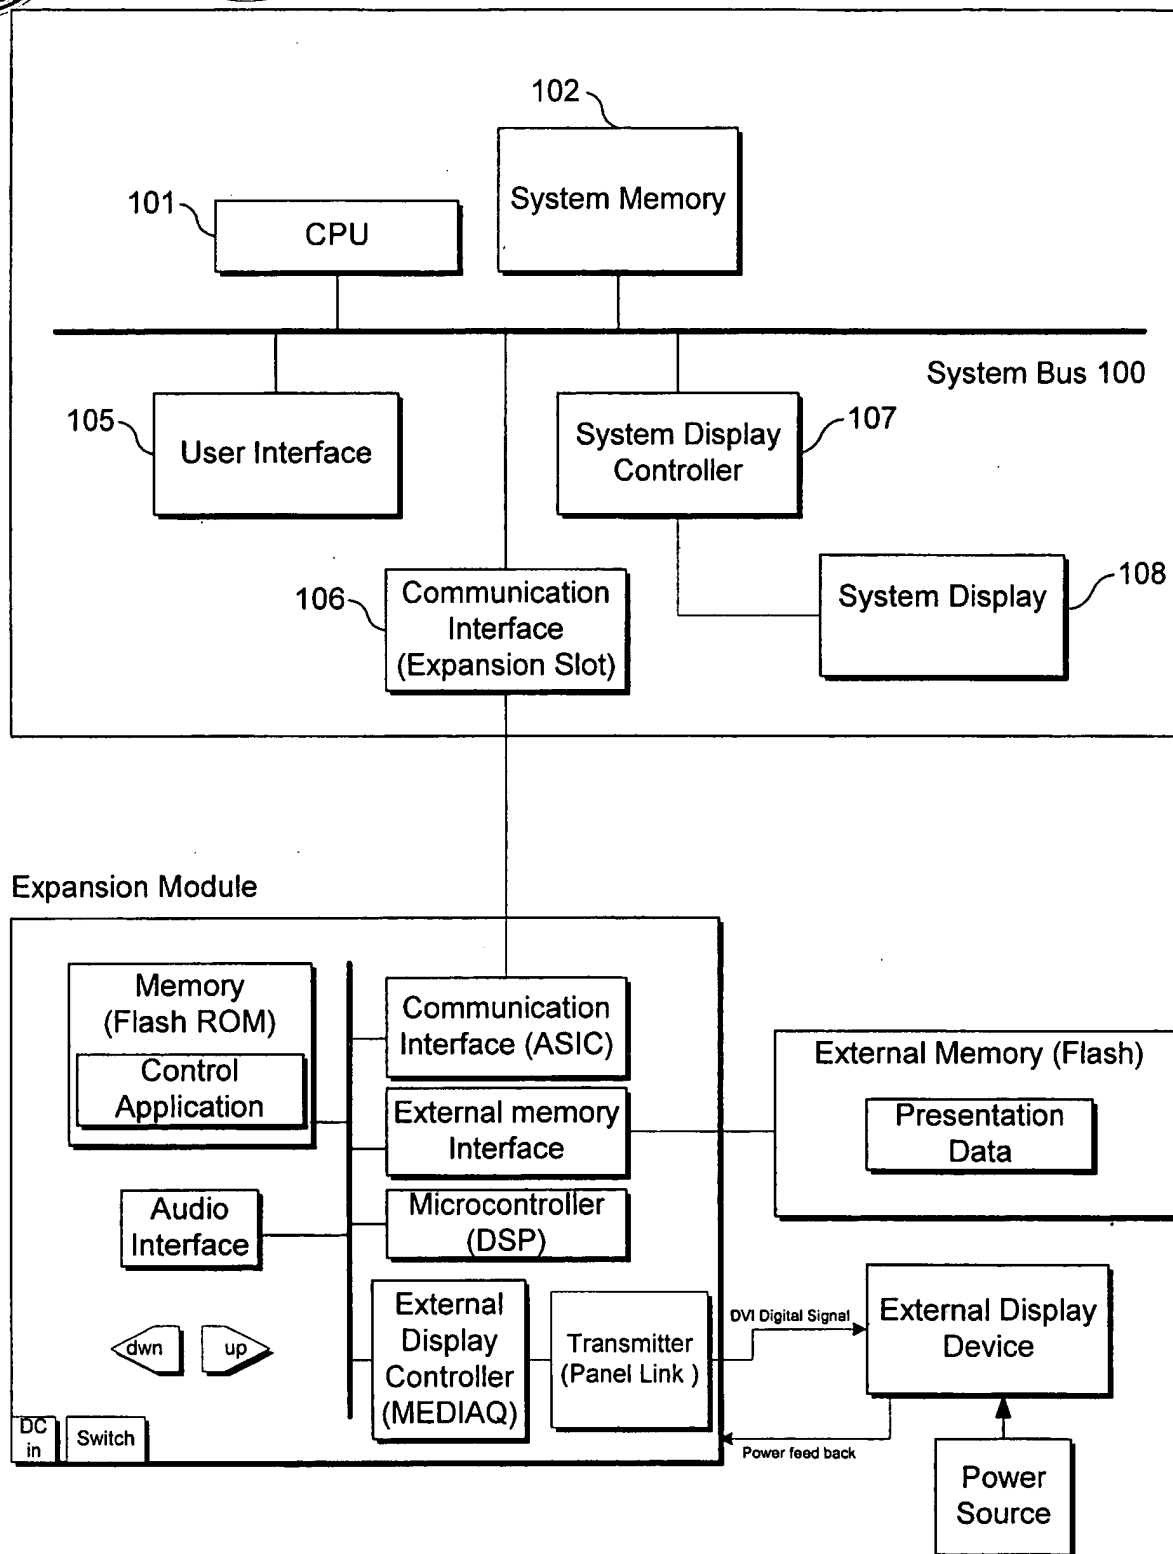 102
System Memory
101
CPU
System Bus 100
105
User Interface
System Display
Controller
107
106
Communication
Interface
(Expansion Slot)
System Display
108
Expansion Module
Memory
(Flash ROM)
Control
Application
Communication
Interface (ASIC)
External memory
Interface
External Memory (Flash)
Presentation
Data
Audio
Interface
Microcontroller
(DSP)
dwn
up
External
Display
Controller
(MEDIAQ)
Transmitter
(Panel Link )
DVI Digital Signal
External Display
Device
DC
in
Switch
Power feed back
Power
Source